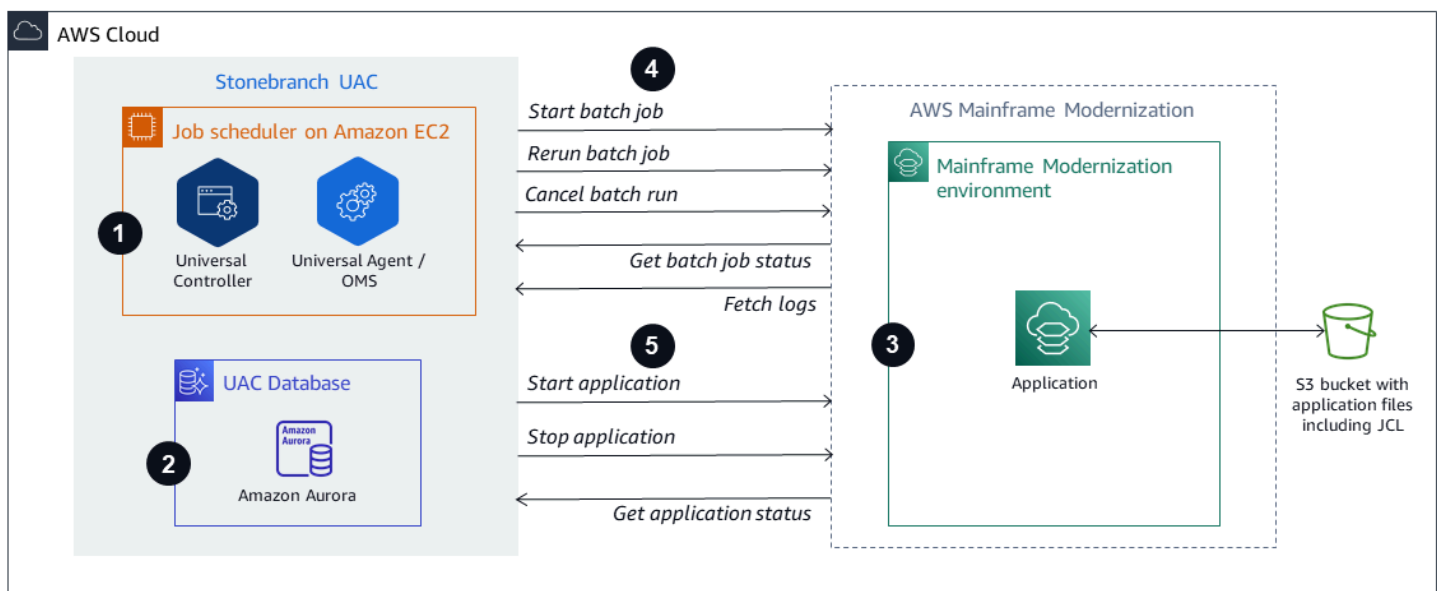 AWS Cloud
Stonebranch UAC
Job scheduler on Amazon EC2
1
Universal
Controller
Universal Agent /
OMS
UAC Database
2
Amazon
Aurora
Amazon Aurora
4
Start batch job
Rerun batch job
Cancel batch run
Get batch job status
Fetch logs
5
Start application
Stop application
Get application status
AWS Mainframe Modernization
Mainframe Modernization
environment
3
Application
S3 bucket with
application files
including JCL